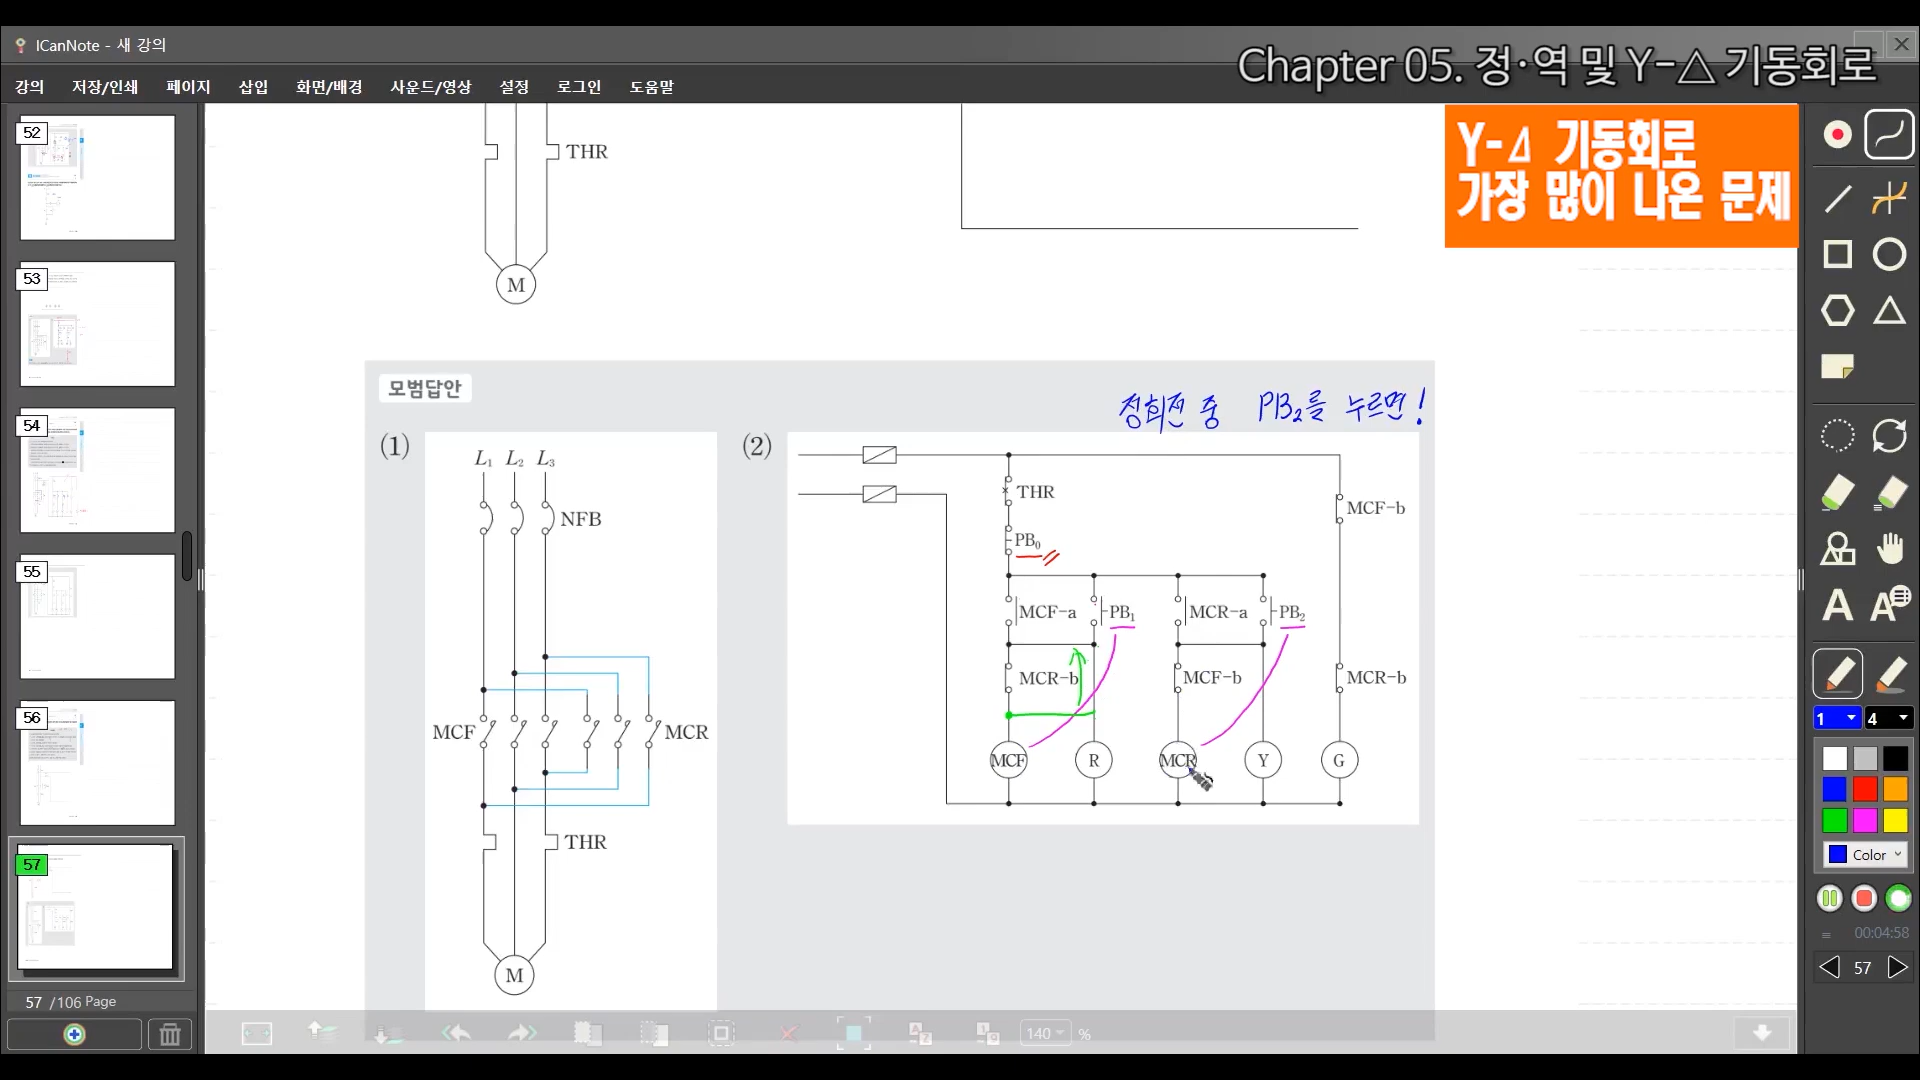 ICanNote - 새 강의
Chapter 05. 정·역 및 Y-△ 기동회로
강의 저장/인쇄 페이지 삽입 화면/배경 사운드/영상 설정 로그인 도움말
Y-⊿ 기동회로
가장 많이 나온 문제
52
53
54
55
56
57
57 /106 Page
THR
M
모범답안
정회전 중 PB₂를 누르면!
(1)
L₁ L₂ L₃
NFB
MCF
MCR
THR
M
(2)
THR
MCF-b
PB₀
MCF-a
PB₁
MCR-a
PB₂
MCR-b
MCF-b
MCR-b
MCF
R
MCR
Y
G
140 %
A
A
1
4
Color
00:04:58
57